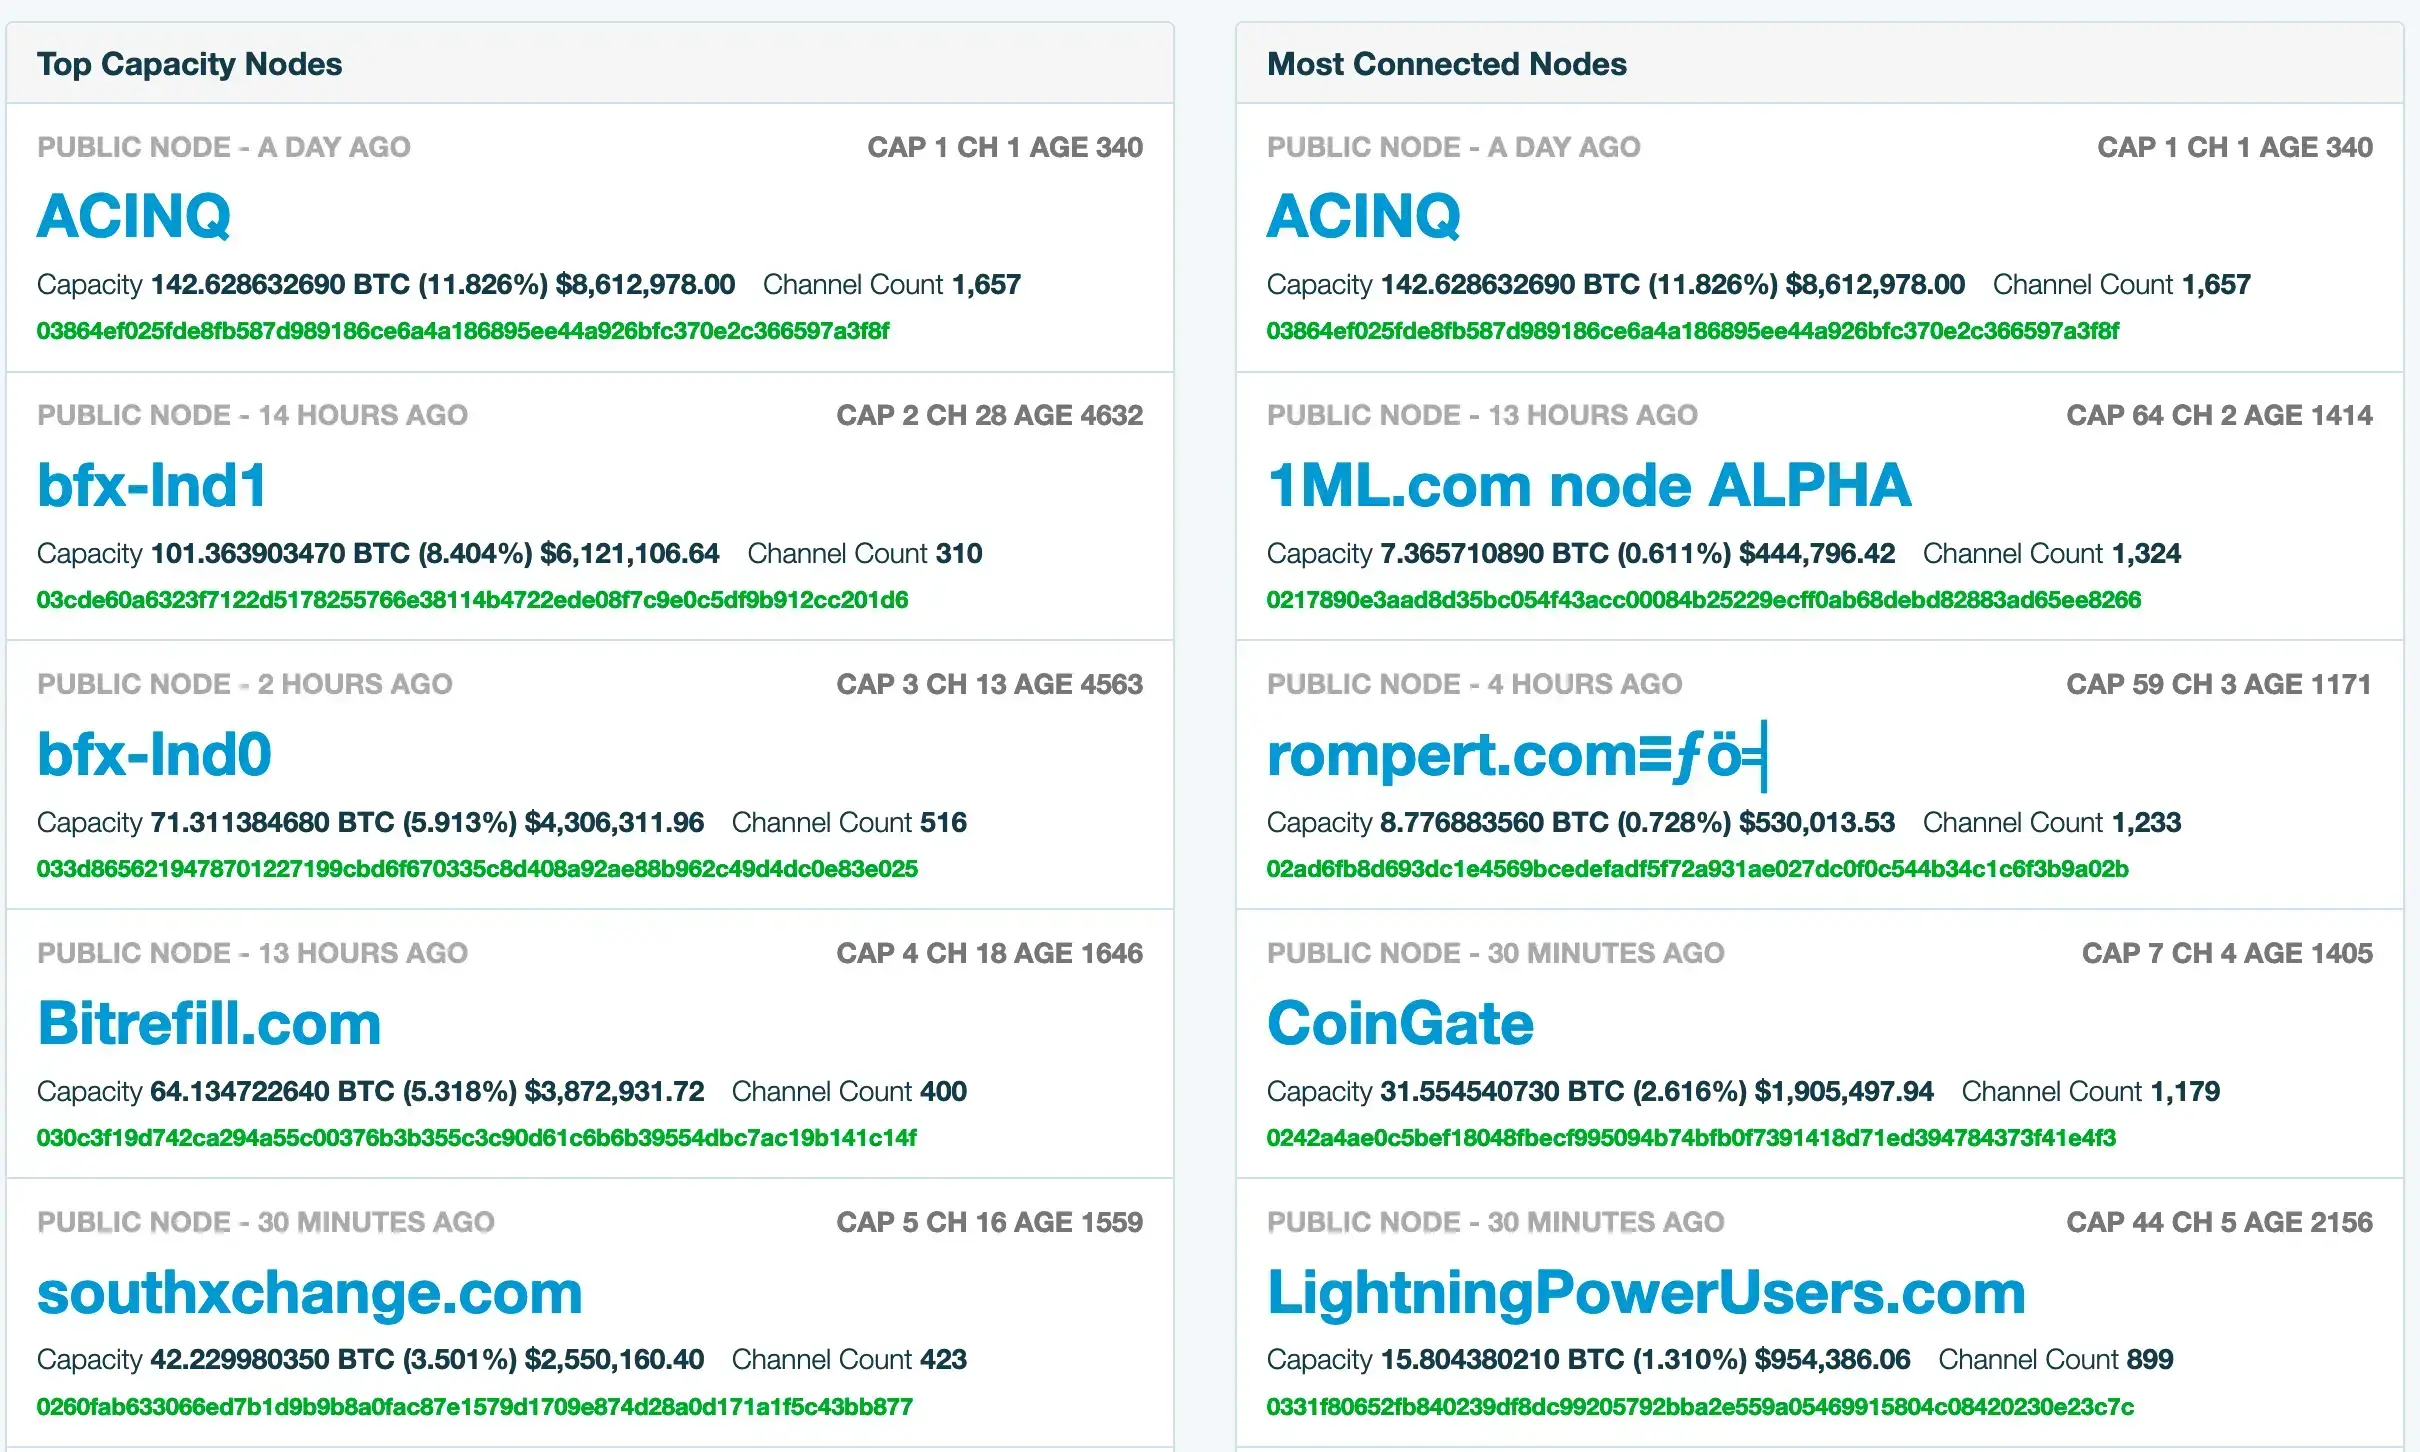 Top Capacity Nodes
PUBLIC NODE - A DAY AGO CAP 1 CH 1 AGE 340
ACINQ
Capacity 142.628632690 BTC (11.826%) $8,612,978.00 Channel Count 1,657
03864ef025fde8fb587d989186ce6a4a186895ee44a926bfc370e2c366597a3f8f
PUBLIC NODE - 14 HOURS AGO CAP 2 CH 28 AGE 4632
bfx-lnd1
Capacity 101.363903470 BTC (8.404%) $6,121,106.64 Channel Count 310
03cde60a6323f7122d5178255766e38114b4722ede08f7c9e0c5df9b912cc201d6
PUBLIC NODE - 2 HOURS AGO CAP 3 CH 13 AGE 4563
bfx-lnd0
Capacity 71.311384680 BTC (5.913%) $4,306,311.96 Channel Count 516
033d8656219478701227199cbd6f670335c8d408a92ae88b962c49d4dc0e83e025
PUBLIC NODE - 13 HOURS AGO CAP 4 CH 18 AGE 1646
Bitrefill.com
Capacity 64.134722640 BTC (5.318%) $3,872,931.72 Channel Count 400
030c3f19d742ca294a55c00376b3b355c3c90d61c6b6b39554dbc7ac19b141c14f
PUBLIC NODE - 30 MINUTES AGO CAP 5 CH 16 AGE 1559
southxchange.com
Capacity 42.229980350 BTC (3.501%) $2,550,160.40 Channel Count 423
0260fab633066ed7b1d9b9b8a0fac87e1579d1709e874d28a0d171a1f5c43bb877
Most Connected Nodes
PUBLIC NODE - A DAY AGO CAP 1 CH 1 AGE 340
ACINQ
Capacity 142.628632690 BTC (11.826%) $8,612,978.00 Channel Count 1,657
03864ef025fde8fb587d989186ce6a4a186895ee44a926bfc370e2c366597a3f8f
PUBLIC NODE - 13 HOURS AGO CAP 64 CH 2 AGE 1414
1ML.com node ALPHA
Capacity 7.365710890 BTC (0.611%) $444,796.42 Channel Count 1,324
0217890e3aad8d35bc054f43acc00084b25229ecff0ab68debd82883ad65ee8266
PUBLIC NODE - 4 HOURS AGO CAP 59 CH 3 AGE 1171
rompert.com≡ƒö╡
Capacity 8.776883560 BTC (0.728%) $530,013.53 Channel Count 1,233
02ad6fb8d693dc1e4569bcedefadf5f72a931ae027dc0f0c544b34c1c6f3b9a02b
PUBLIC NODE - 30 MINUTES AGO CAP 7 CH 4 AGE 1405
CoinGate
Capacity 31.554540730 BTC (2.616%) $1,905,497.94 Channel Count 1,179
0242a4ae0c5bef18048fbecf995094b74bfb0f7391418d71ed394784373f41e4f3
PUBLIC NODE - 30 MINUTES AGO CAP 44 CH 5 AGE 2156
LightningPowerUsers.com
Capacity 15.804380210 BTC (1.310%) $954,386.06 Channel Count 899
0331f80652fb840239df8dc99205792bba2e559a05469915804c08420230e23c7c